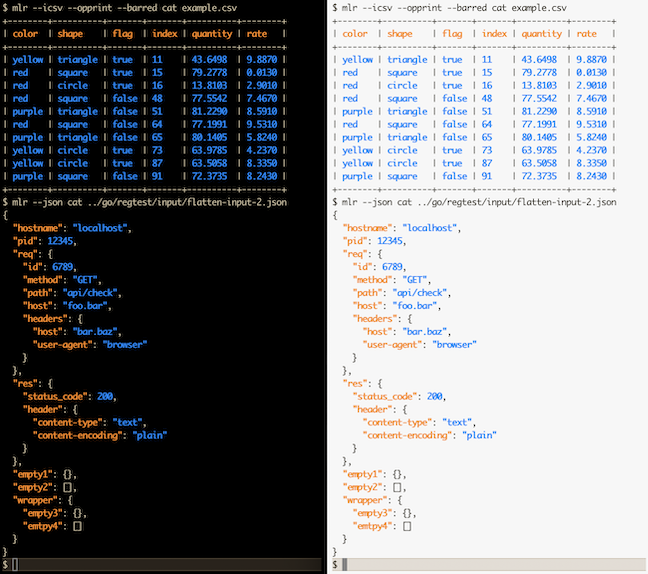 $ mlr --icsv --opprint --barred cat example.csv
+--------+----------+-------+-------+----------+--------+
| color  | shape    | flag  | index | quantity | rate   |
+--------+----------+-------+-------+----------+--------+
| yellow | triangle | true  | 11    | 43.6498  | 9.8870 |
| red    | square   | true  | 15    | 79.2778  | 0.0130 |
| red    | circle   | true  | 16    | 13.8103  | 2.9010 |
| red    | square   | false | 48    | 77.5542  | 7.4670 |
| purple | triangle | false | 51    | 81.2290  | 8.5910 |
| red    | square   | false | 64    | 77.1991  | 9.5310 |
| purple | triangle | false | 65    | 80.1405  | 5.8240 |
| yellow | circle   | true  | 73    | 63.9785  | 4.2370 |
| yellow | circle   | true  | 87    | 63.5058  | 8.3350 |
| purple | square   | false | 91    | 72.3735  | 8.2430 |
+--------+----------+-------+-------+----------+--------+
$ mlr --json cat ../go/regtest/input/flatten-input-2.json
{
  "hostname": "localhost",
  "pid": 12345,
  "req": {
    "id": 6789,
    "method": "GET",
    "path": "api/check",
    "host": "foo.bar",
    "headers": {
      "host": "bar.baz",
      "user-agent": "browser"
    }
  },
  "res": {
    "status_code": 200,
    "header": {
      "content-type": "text",
      "content-encoding": "plain"
    }
  },
  "empty1": {},
  "empty2": [],
  "wrapper": {
    "empty3": {},
    "emtpy4": []
  }
}
$
$ mlr --icsv --opprint --barred cat example.csv
+--------+----------+-------+-------+----------+--------+
| color  | shape    | flag  | index | quantity | rate   |
+--------+----------+-------+-------+----------+--------+
| yellow | triangle | true  | 11    | 43.6498  | 9.8870 |
| red    | square   | true  | 15    | 79.2778  | 0.0130 |
| red    | circle   | true  | 16    | 13.8103  | 2.9010 |
| red    | square   | false | 48    | 77.5542  | 7.4670 |
| purple | triangle | false | 51    | 81.2290  | 8.5910 |
| red    | square   | false | 64    | 77.1991  | 9.5310 |
| purple | triangle | false | 65    | 80.1405  | 5.8240 |
| yellow | circle   | true  | 73    | 63.9785  | 4.2370 |
| yellow | circle   | true  | 87    | 63.5058  | 8.3350 |
| purple | square   | false | 91    | 72.3735  | 8.2430 |
+--------+----------+-------+-------+----------+--------+
$ mlr --json cat ../go/regtest/input/flatten-input-2.json
{
  "hostname": "localhost",
  "pid": 12345,
  "req": {
    "id": 6789,
    "method": "GET",
    "path": "api/check",
    "host": "foo.bar",
    "headers": {
      "host": "bar.baz",
      "user-agent": "browser"
    }
  },
  "res": {
    "status_code": 200,
    "header": {
      "content-type": "text",
      "content-encoding": "plain"
    }
  },
  "empty1": {},
  "empty2": [],
  "wrapper": {
    "empty3": {},
    "emtpy4": []
  }
}
$